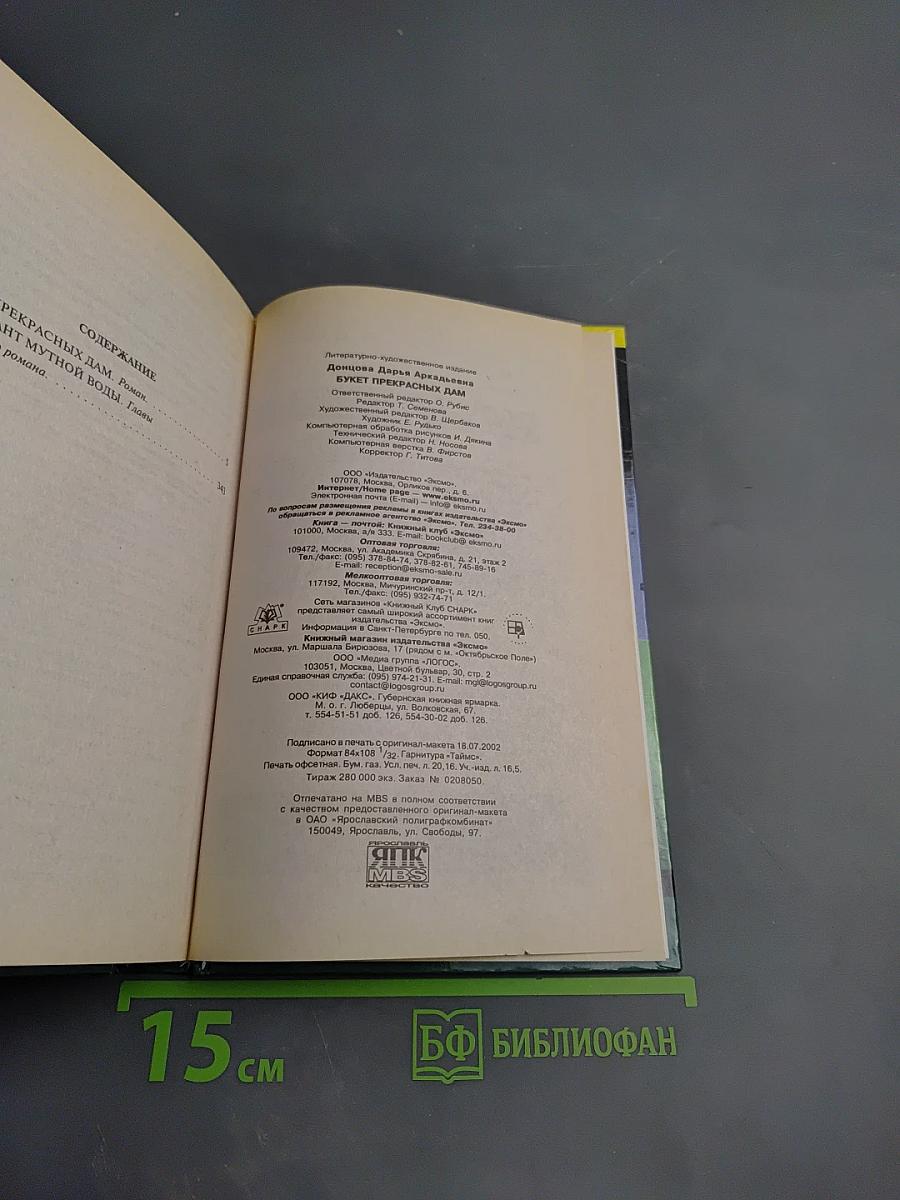 СОДЕРЖАНИЕ
ПРЕКРАСНЫХ ДАМ. Роман. 5
АНТ МУТНОЙ ВОДЫ. Главы
романа. 341
Литературно-художественное издание
Донцова Дарья Аркадьевна
БУКЕТ ПРЕКРАСНЫХ ДАМ
Ответственный редактор О. Рубис
Редактор Т. Семенова
Художественный редактор В. Щербаков
Художник Е. Рудько
Компьютерная обработка рисунков И. Дякина
Технический редактор Н. Носова
Компьютерная верстка В. Фирстов
Корректор Г. Титова
ООО «Издательство «Эксмо».
107078, Москва, Орликов пер., д. 6.
Интернет/Home page — www.eksmo.ru
Электронная почта (E-mail) — info@ eksmo.ru
По вопросам размещения рекламы в книгах издательства «Эксмо»
обращаться в рекламное агентство «Эксмо». Тел. 234-38-00
Книга — почтой: Книжный клуб «Эксмо»
101000, Москва, а/я 333. E-mail: bookclub@ eksmo.ru
Оптовая торговля:
109472, Москва, ул. Академика Скрябина, д. 21, этаж 2
Тел./факс: (095) 378-84-74, 378-82-61, 745-89-16
E-mail: reception@eksmo-sale.ru
Мелкооптовая торговля:
117192, Москва, Мичуринский пр-т, д. 12/1.
Тел./факс: (095) 932-74-71
СНАРК
Сеть магазинов «Книжный Клуб СНАРК»
представляет самый широкий ассортимент книг
издательства «Эксмо».
Информация в Санкт-Петербурге по тел. 050.
Книжный магазин издательства «Эксмо»
Москва, ул. Маршала Бирюзова, 17 (рядом с м. «Октябрьское Поле»)
ООО «Медиа группа «ЛОГОС».
103051, Москва, Цветной бульвар, 30, стр. 2
Единая справочная служба: (095) 974-21-31. E-mail: mgl@logosgroup.ru
contact@logosgroup.ru
ООО «КИФ «ДАКС». Губернская книжная ярмарка.
М. о. г. Люберцы, ул. Волковская, 67.
т. 554-51-51 доб. 126, 554-30-02 доб. 126.
Подписано в печать с оригинал-макета 18.07.2002
Формат 84х108 1/32. Гарнитура «Таймс».
Печать офсетная. Бум. газ. Усл. печ. л. 20,16. Уч.-изд. л. 16,5.
Тираж 280 000 экз. Заказ № 0208050.
Отпечатано на MBS в полном соответствии
с качеством предоставленного оригинал-макета
в ОАО «Ярославский полиграфкомбинат»
150049, Ярославль, ул. Свободы, 97.
ЯРОСЛАВЛЬ
ЯПК
MBS
качество
15 см
БФ БИБЛИОФАН